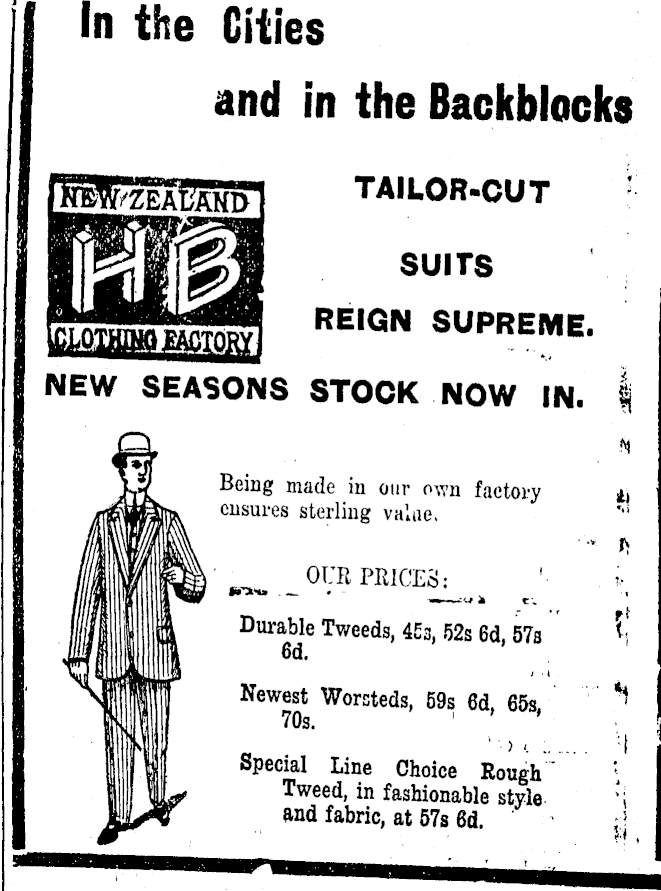 In the Cities
and in the Backblocks
NEW ZEALAND
HB
CLOTHING FACTORY
TAILOR-CUT
SUITS
REIGN SUPREME.
NEW SEASONS STOCK NOW IN.
Being made in our own factory
ensures sterling value.
OUR PRICES:
Durable Tweeds, 45s, 52s 6d, 57s
6d.
Newest Worsteds, 59s 6d, 65s,
70s.
Special Line Choice Rough
Tweed, in fashionable style
and fabric, at 57s 6d.